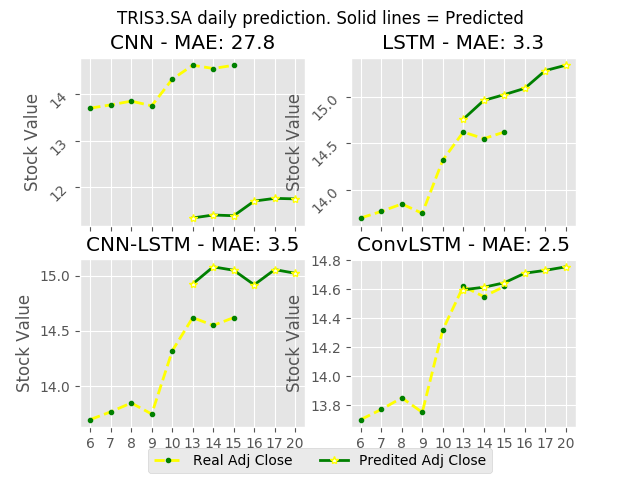 TRIS3.SA daily prediction. Solid lines = Predicted
CNN - MAE: 27.8
LSTM - MAE: 3.3
Stock Value
14
13
12
Stock Value
15.0
14.5
14.0
CNN-LSTM - MAE: 3.5
ConvLSTM - MAE: 2.5
Stock Value
15.0
14.5
14.0
6 7 8 9 10 13 14 15 16 17 20
Stock Value
14.8
14.6
14.4
14.2
14.0
13.8
6 7 8 9 10 13 14 15 16 17 20
Real Adj Close
Predited Adj Close